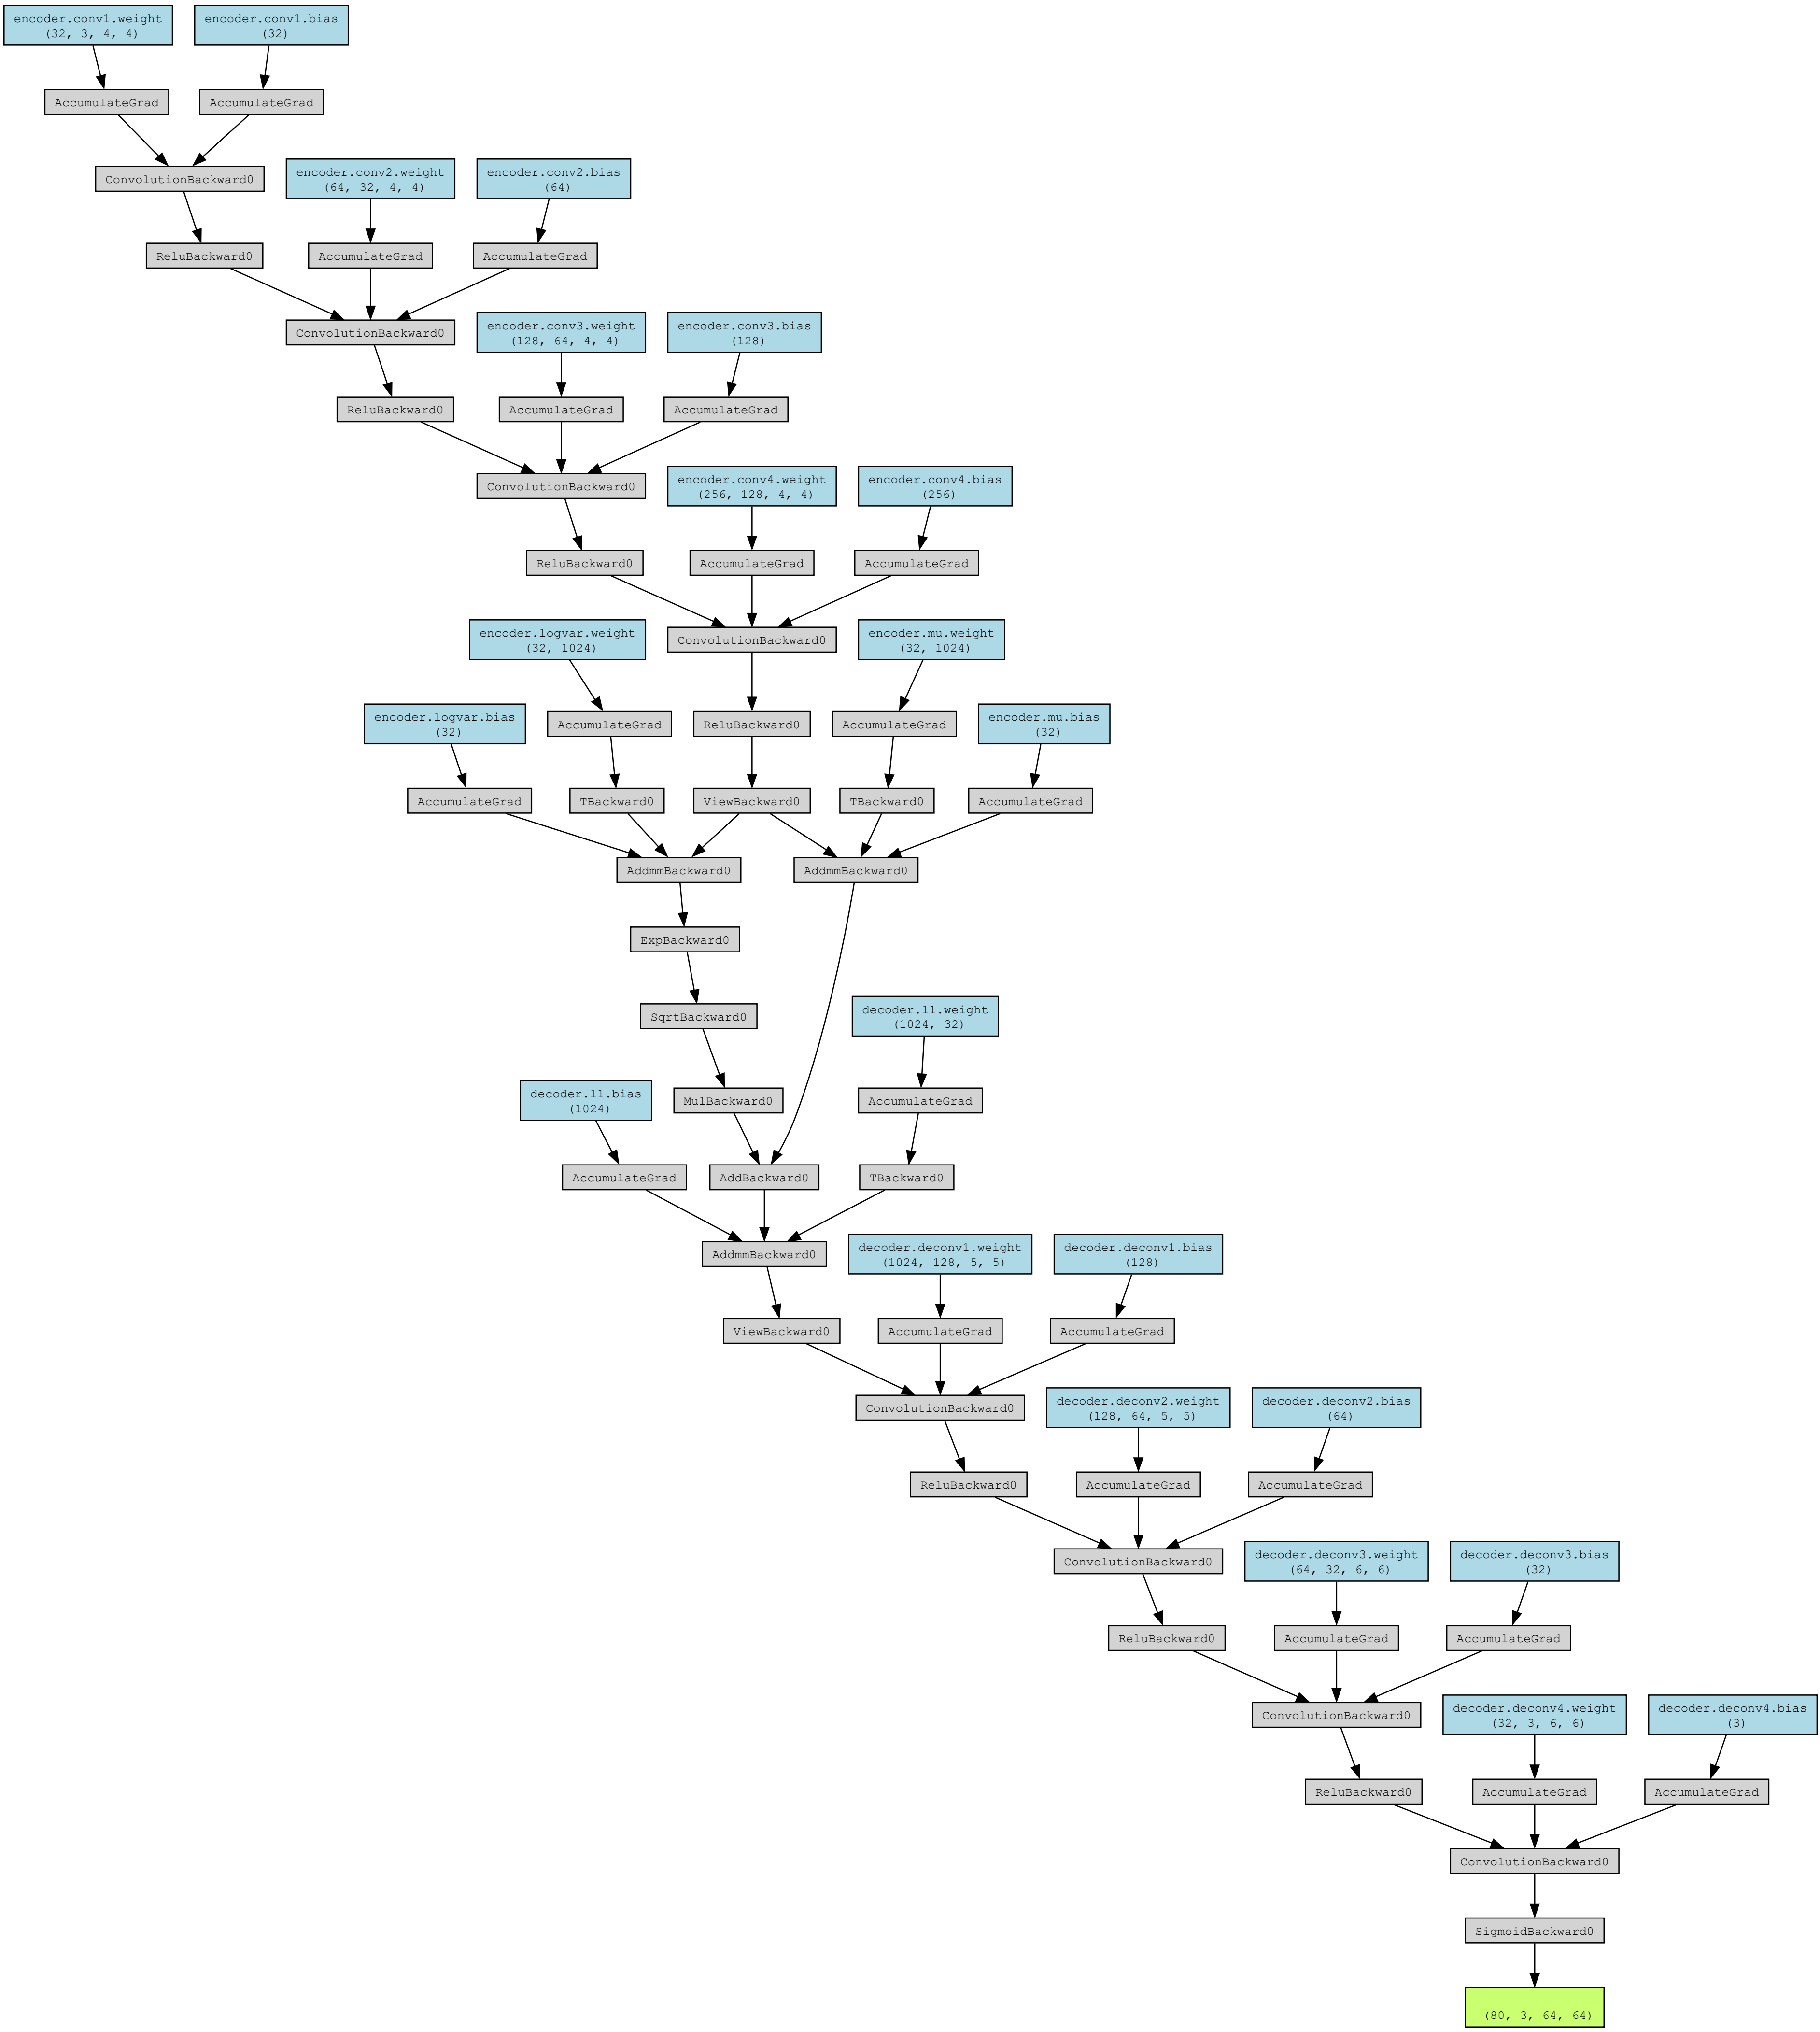 encoder.conv1.weight
(32, 3, 4, 4)
encoder.conv1.bias
(32)
AccumulateGrad
AccumulateGrad
ConvolutionBackward0
encoder.conv2.weight
(64, 32, 4, 4)
encoder.conv2.bias
(64)
ReluBackward0
AccumulateGrad
AccumulateGrad
ConvolutionBackward0
encoder.conv3.weight
(128, 64, 4, 4)
encoder.conv3.bias
(128)
ReluBackward0
AccumulateGrad
AccumulateGrad
ConvolutionBackward0
encoder.conv4.weight
(256, 128, 4, 4)
encoder.conv4.bias
(256)
ReluBackward0
AccumulateGrad
AccumulateGrad
encoder.logvar.weight
(32, 1024)
ConvolutionBackward0
encoder.mu.weight
(32, 1024)
encoder.logvar.bias
(32)
AccumulateGrad
ReluBackward0
AccumulateGrad
encoder.mu.bias
(32)
AccumulateGrad
TBackward0
ViewBackward0
TBackward0
AccumulateGrad
AddmmBackward0
AddmmBackward0
ExpBackward0
SqrtBackward0
decoder.l1.weight
(1024, 32)
decoder.l1.bias
(1024)
MulBackward0
AccumulateGrad
AccumulateGrad
AddBackward0
TBackward0
AddmmBackward0
decoder.deconv1.weight
(1024, 128, 5, 5)
decoder.deconv1.bias
(128)
ViewBackward0
AccumulateGrad
AccumulateGrad
ConvolutionBackward0
decoder.deconv2.weight
(128, 64, 5, 5)
decoder.deconv2.bias
(64)
ReluBackward0
AccumulateGrad
AccumulateGrad
ConvolutionBackward0
decoder.deconv3.weight
(64, 32, 6, 6)
decoder.deconv3.bias
(32)
ReluBackward0
AccumulateGrad
AccumulateGrad
ConvolutionBackward0
decoder.deconv4.weight
(32, 3, 6, 6)
decoder.deconv4.bias
(3)
ReluBackward0
AccumulateGrad
AccumulateGrad
ConvolutionBackward0
SigmoidBackward0
(80, 3, 64, 64)